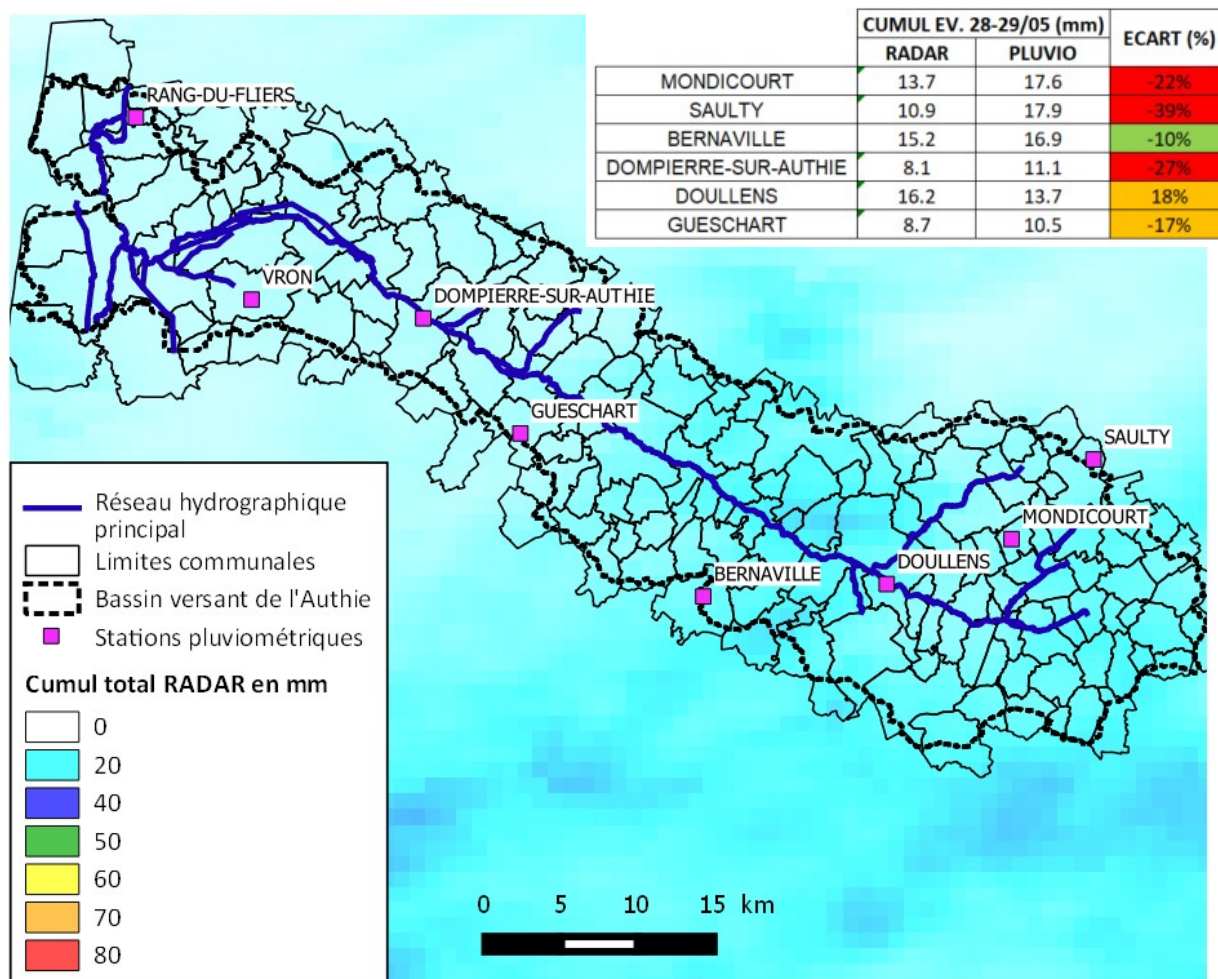 CUMUL EV. 28-29/05 (mm) ECART (%)
RADAR PLUVIO
MONDICOURT 13.7 17.6 -22%
SAULTY 10.9 17.9 -39%
BERNAVILLE 15.2 16.9 -10%
DOMPIERRE-SUR-AUTHIE 8.1 11.1 -27%
DOULLENS 16.2 13.7 18%
GUESCHART 8.7 10.5 -17%
RANG-DU-FLIERS
VRON
DOMPIERRE-SUR-AUTHIE
GUESCHART
SAULTY
MONDICOURT
DOULLENS
BERNAVILLE
Réseau hydrographique
principal
Limites communales
Bassin versant de l'Authie
Stations pluviométriques
Cumul total RADAR en mm
0
20
40
50
60
70
80
0 5 10 15 km